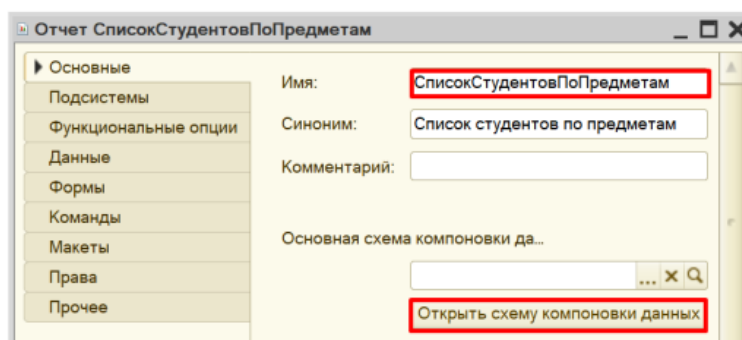 Отчет СписокСтудентовПоПредметам
Основные
Подсистемы
Функциональные опции
Данные
Формы
Команды
Макеты
Права
Прочее
Имя: СписокСтудентовПоПредметам
Синоним: Список студентов по предметам
Комментарий:
Основная схема компоновки да...
...
Открыть схему компоновки данных